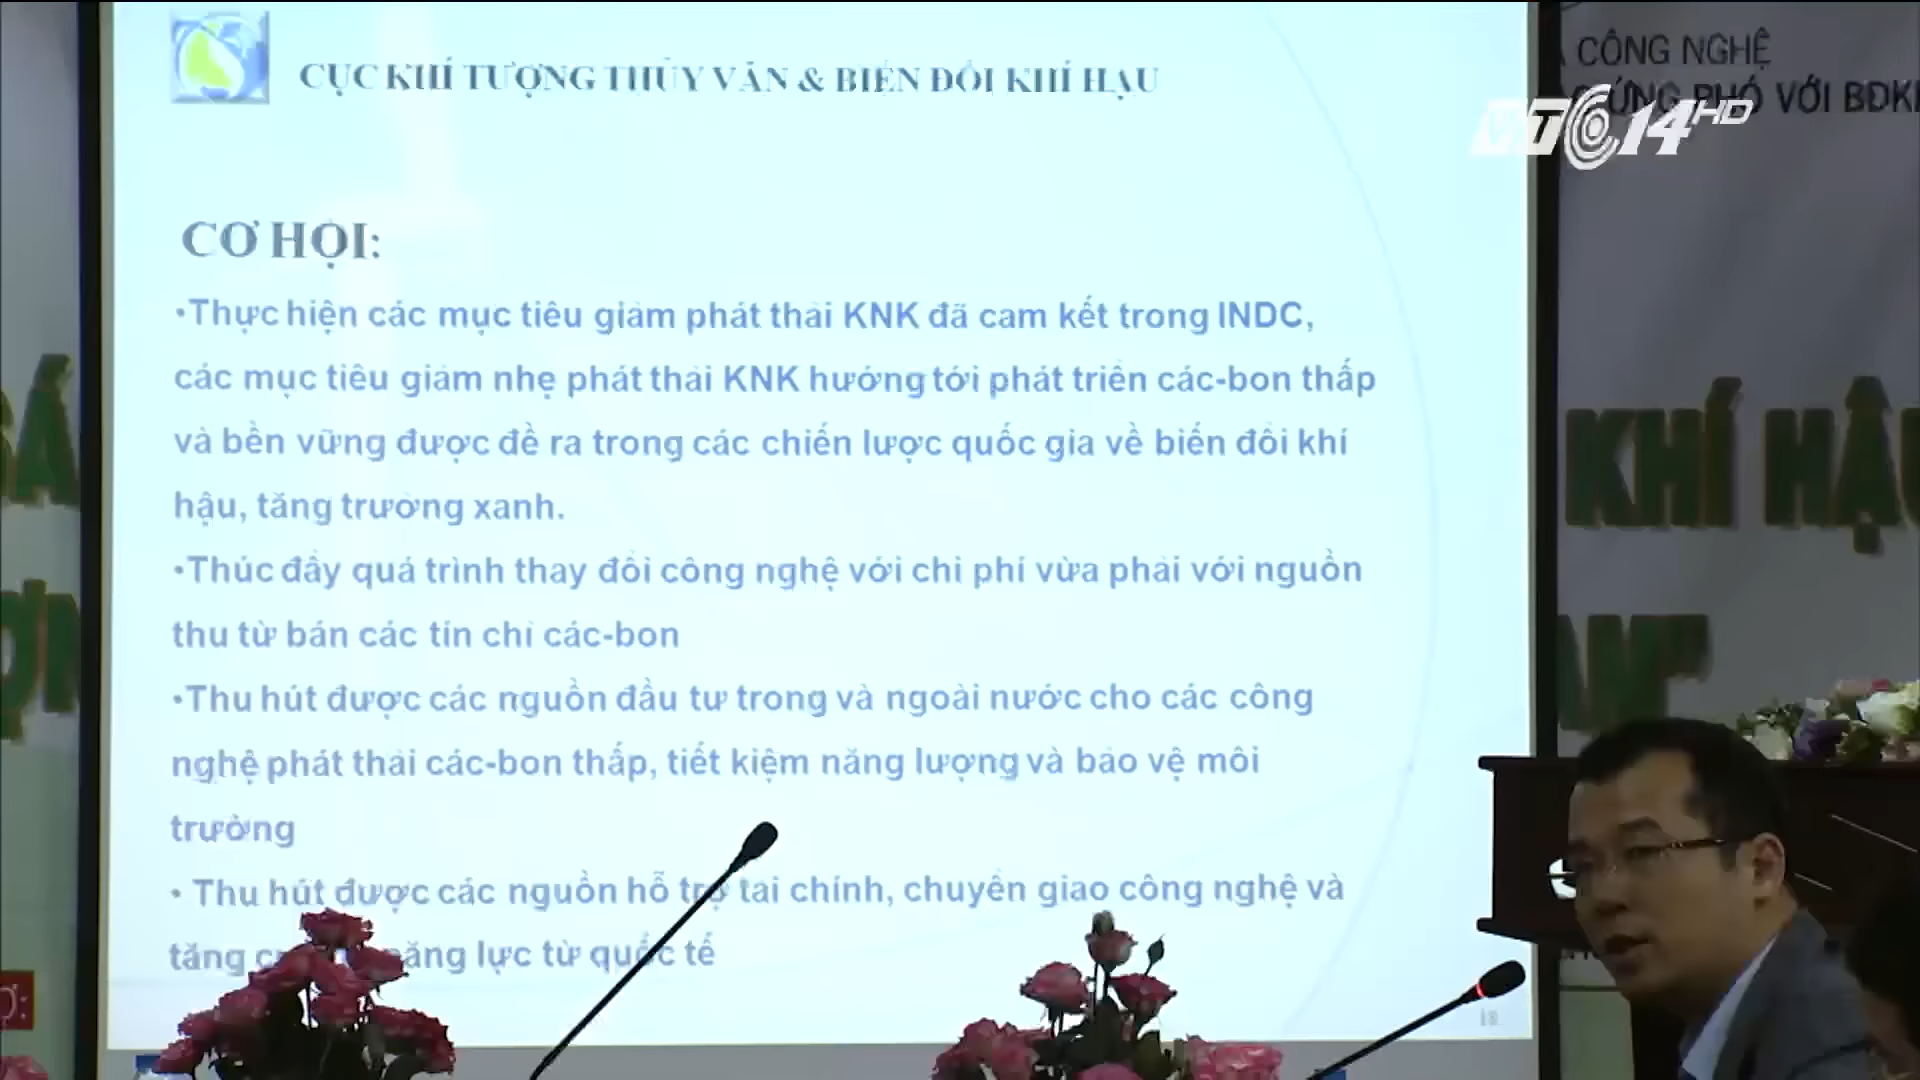 CỤC KHÍ TƯỢNG THỦY VĂN & BIẾN ĐỔI KHÍ HẬU
CÔNG NGHỆ
ỨNG PHÓ VỚI BĐKH
VTC14 HD
CƠ HỘI:
•Thực hiện các mục tiêu giảm phát thải KNK đã cam kết trong INDC,
các mục tiêu giảm nhẹ phát thải KNK hướng tới phát triển các-bon thấp
và bền vững được đề ra trong các chiến lược quốc gia về biến đổi khí
hậu, tăng trưởng xanh.
•Thúc đẩy quá trình thay đổi công nghệ với chi phí vừa phải với nguồn
thu từ bán các tín chỉ các-bon
•Thu hút được các nguồn đầu tư trong và ngoài nước cho các công
nghệ phát thải các-bon thấp, tiết kiệm năng lượng và bảo vệ môi
trường
• Thu hút được các nguồn hỗ trợ tài chính, chuyển giao công nghệ và
tăng năng lực từ quốc tế
KHÍ HẬU
18